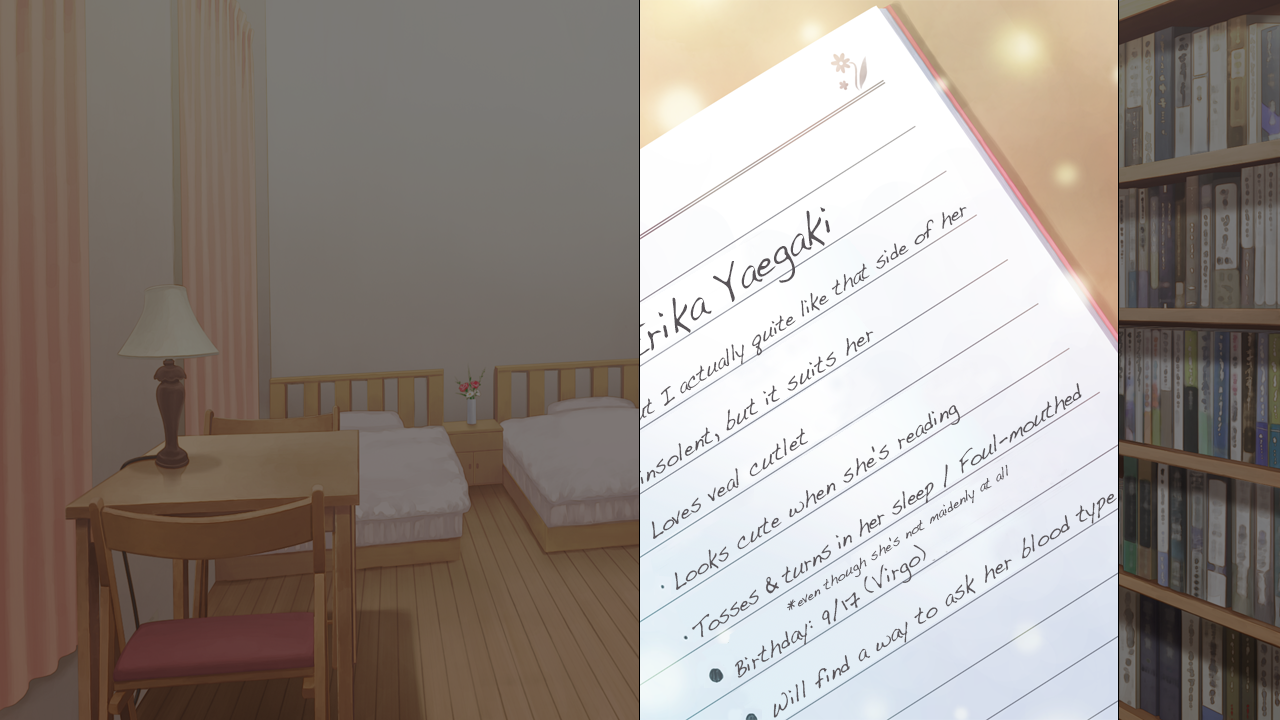 Erika Yaegaki
but I actually quite like that side of her
insolent, but it suits her
Loves veal cutlet
· Looks cute when she's reading
· Tosses & turns in her sleep / Foul-mouthed
*even though she's not maidenly at all
● Birthday: 9/17 (Virgo)
● Will find a way to ask her blood type